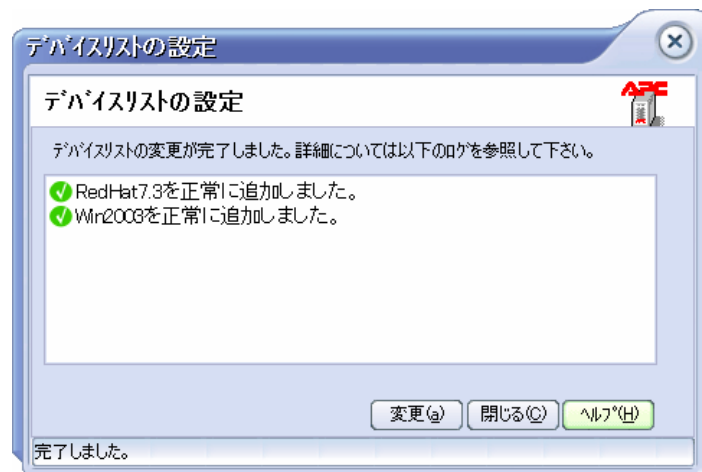 デバイスリストの設定
デバイスリストの設定
APC
デバイスリストの変更が完了しました。詳細については以下のログを参照して下さい。
RedHat7.3を正常に追加しました。
Win2003を正常に追加しました。
変更(a) 閉じる(C) ヘルプ(H)
完了しました。